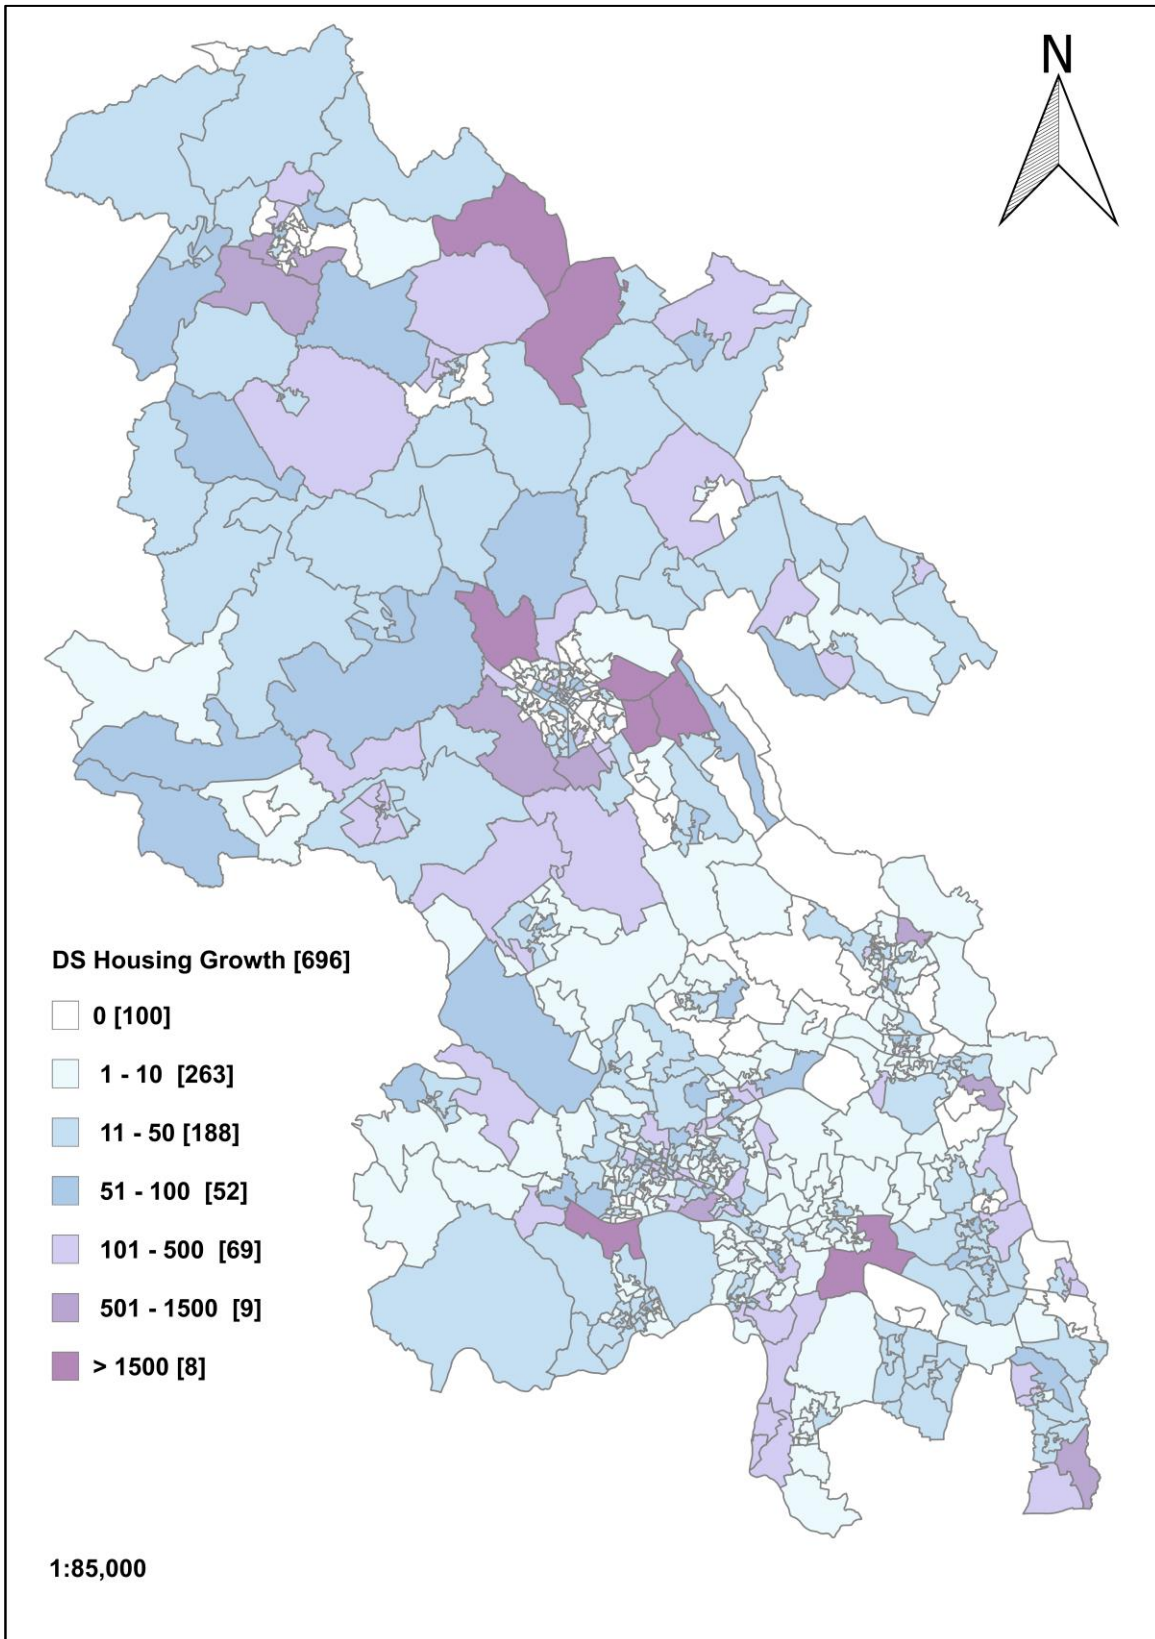 N
DS Housing Growth [696]
0 [100]
1 - 10 [263]
11 - 50 [188]
51 - 100 [52]
101 - 500 [69]
501 - 1500 [9]
> 1500 [8]
1:85,000